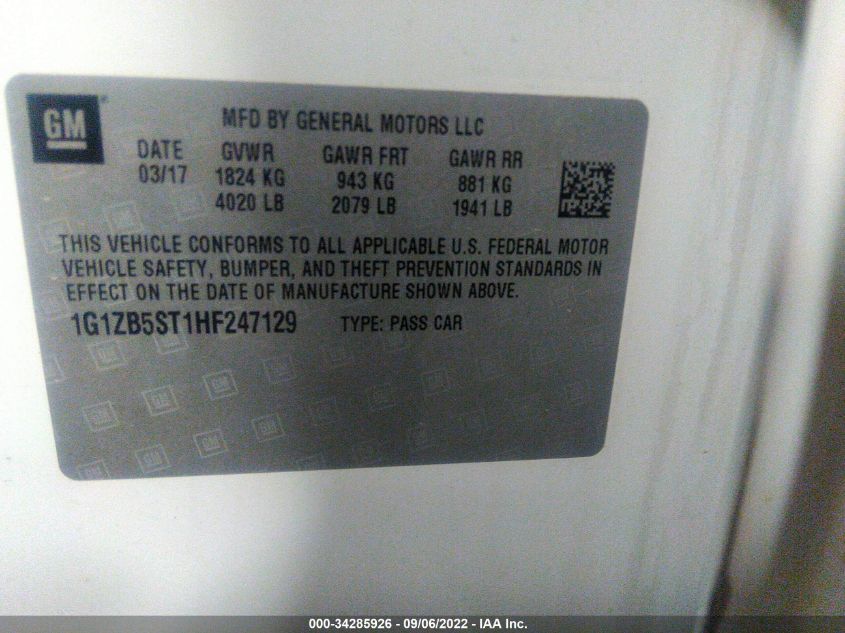 GM
MFD BY GENERAL MOTORS LLC
DATE GVWR GAWR FRT GAWR RR
03/17 1824 KG 943 KG 881 KG
4020 LB 2079 LB 1941 LB
THIS VEHICLE CONFORMS TO ALL APPLICABLE U.S. FEDERAL MOTOR
VEHICLE SAFETY, BUMPER, AND THEFT PREVENTION STANDARDS IN
EFFECT ON THE DATE OF MANUFACTURE SHOWN ABOVE.
1G1ZB5ST1HF247129 TYPE: PASS CAR
000-34285926 - 09/06/2022 - IAA Inc.